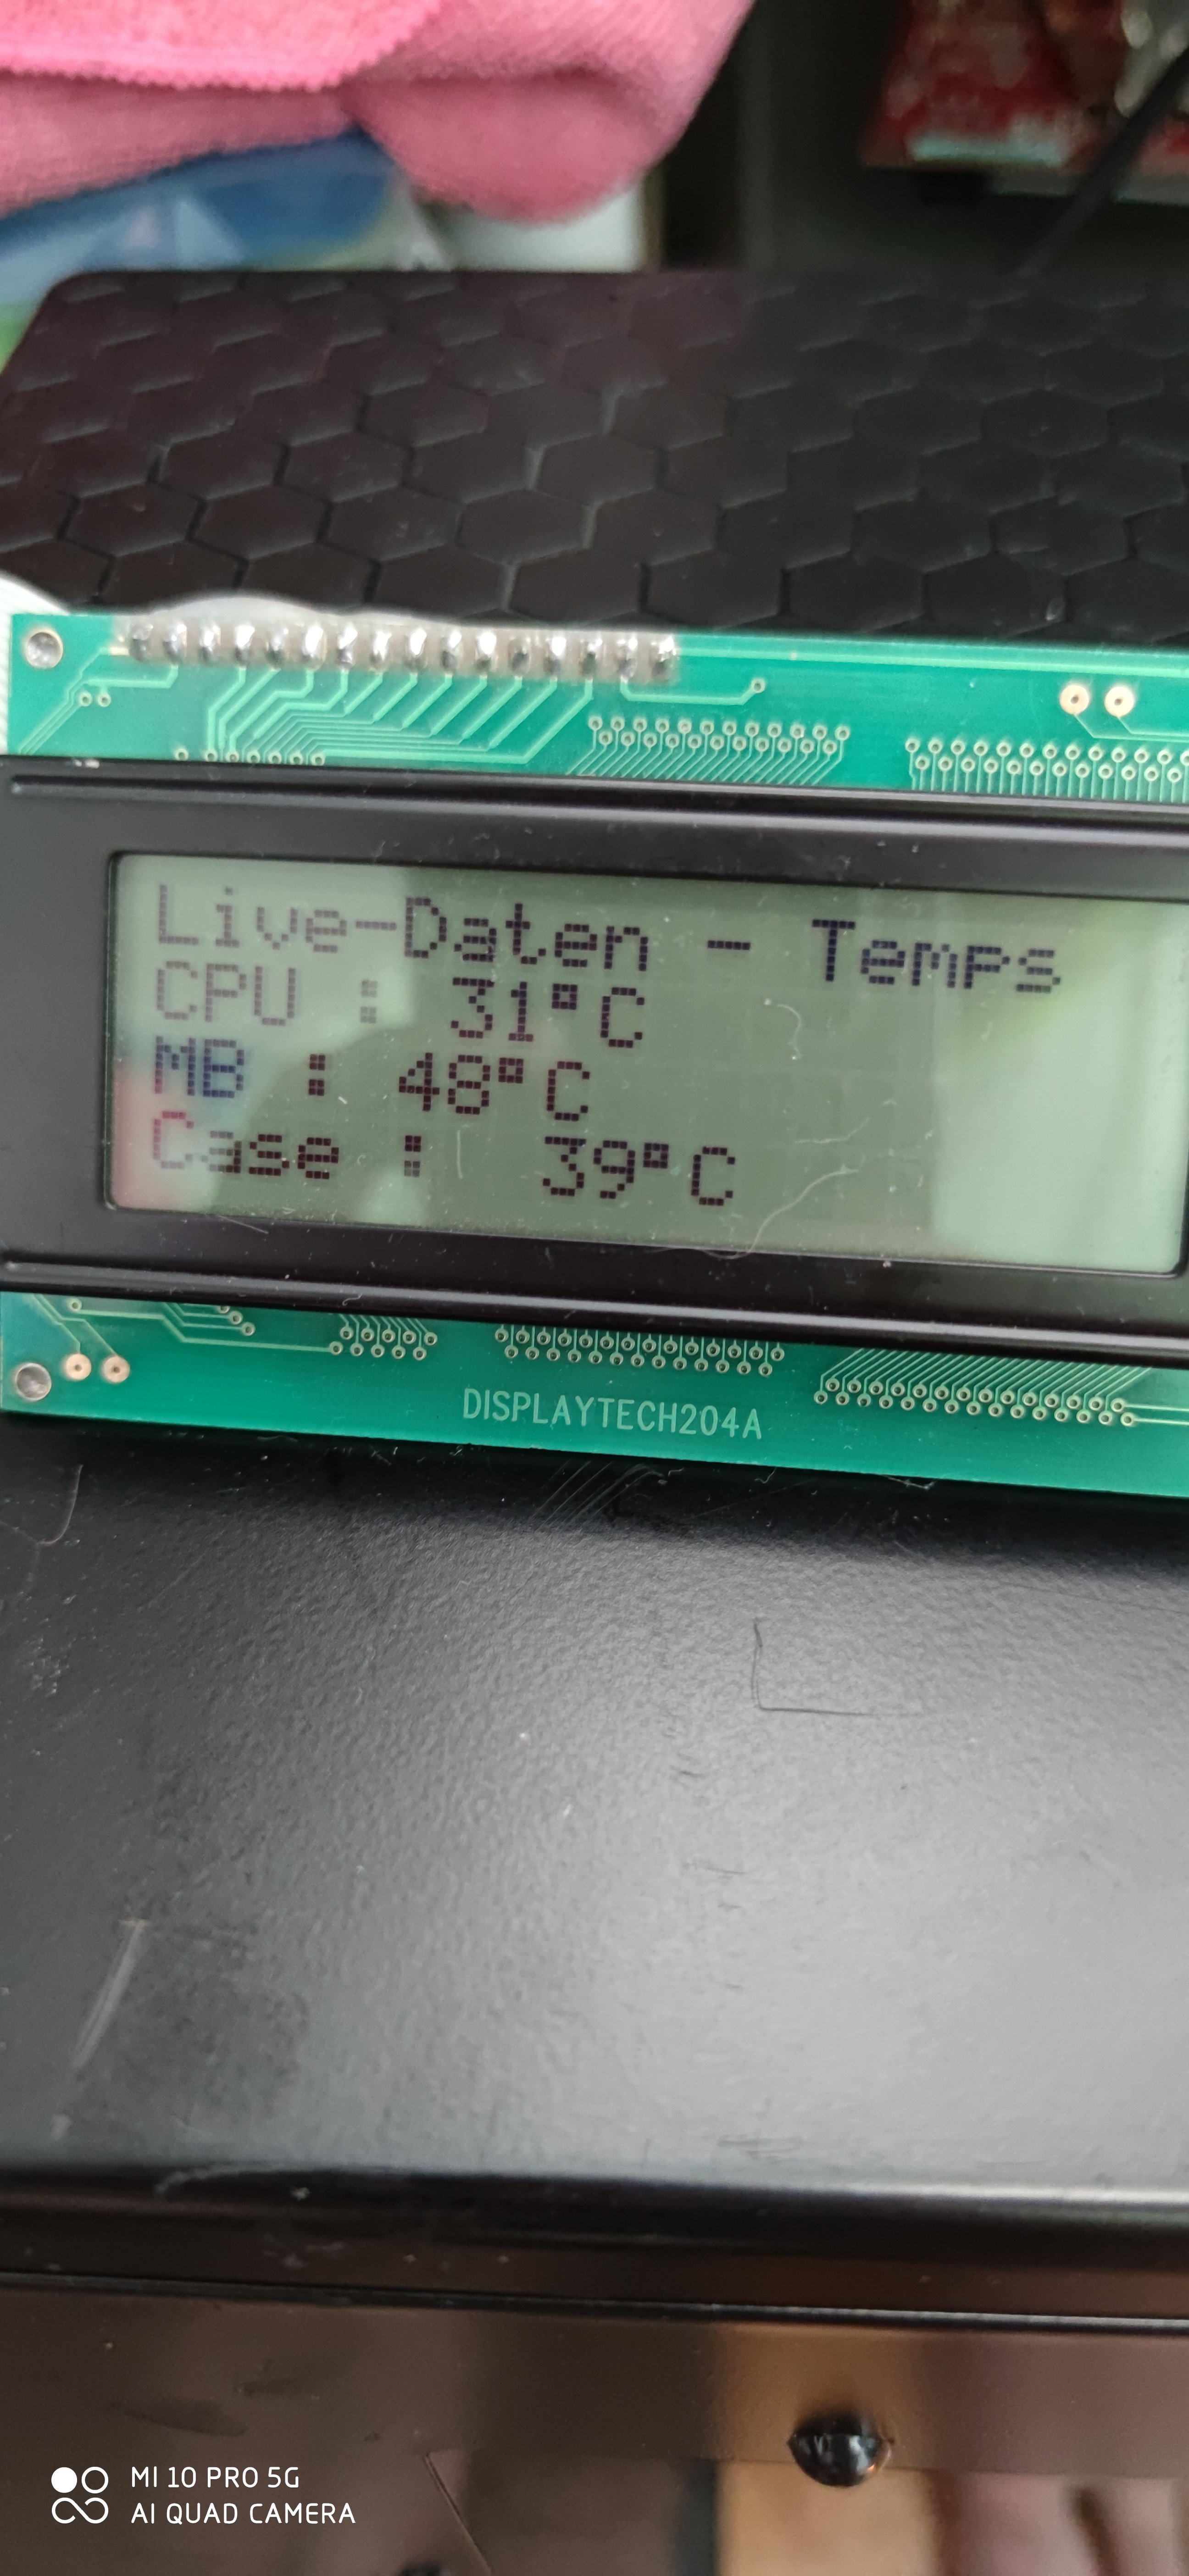 Live-Daten - Temps
CPU : 31°C
MB : 48°C
Case : 39°C
DISPLAYTECH204A
MI 10 PRO 5G
AI QUAD CAMERA